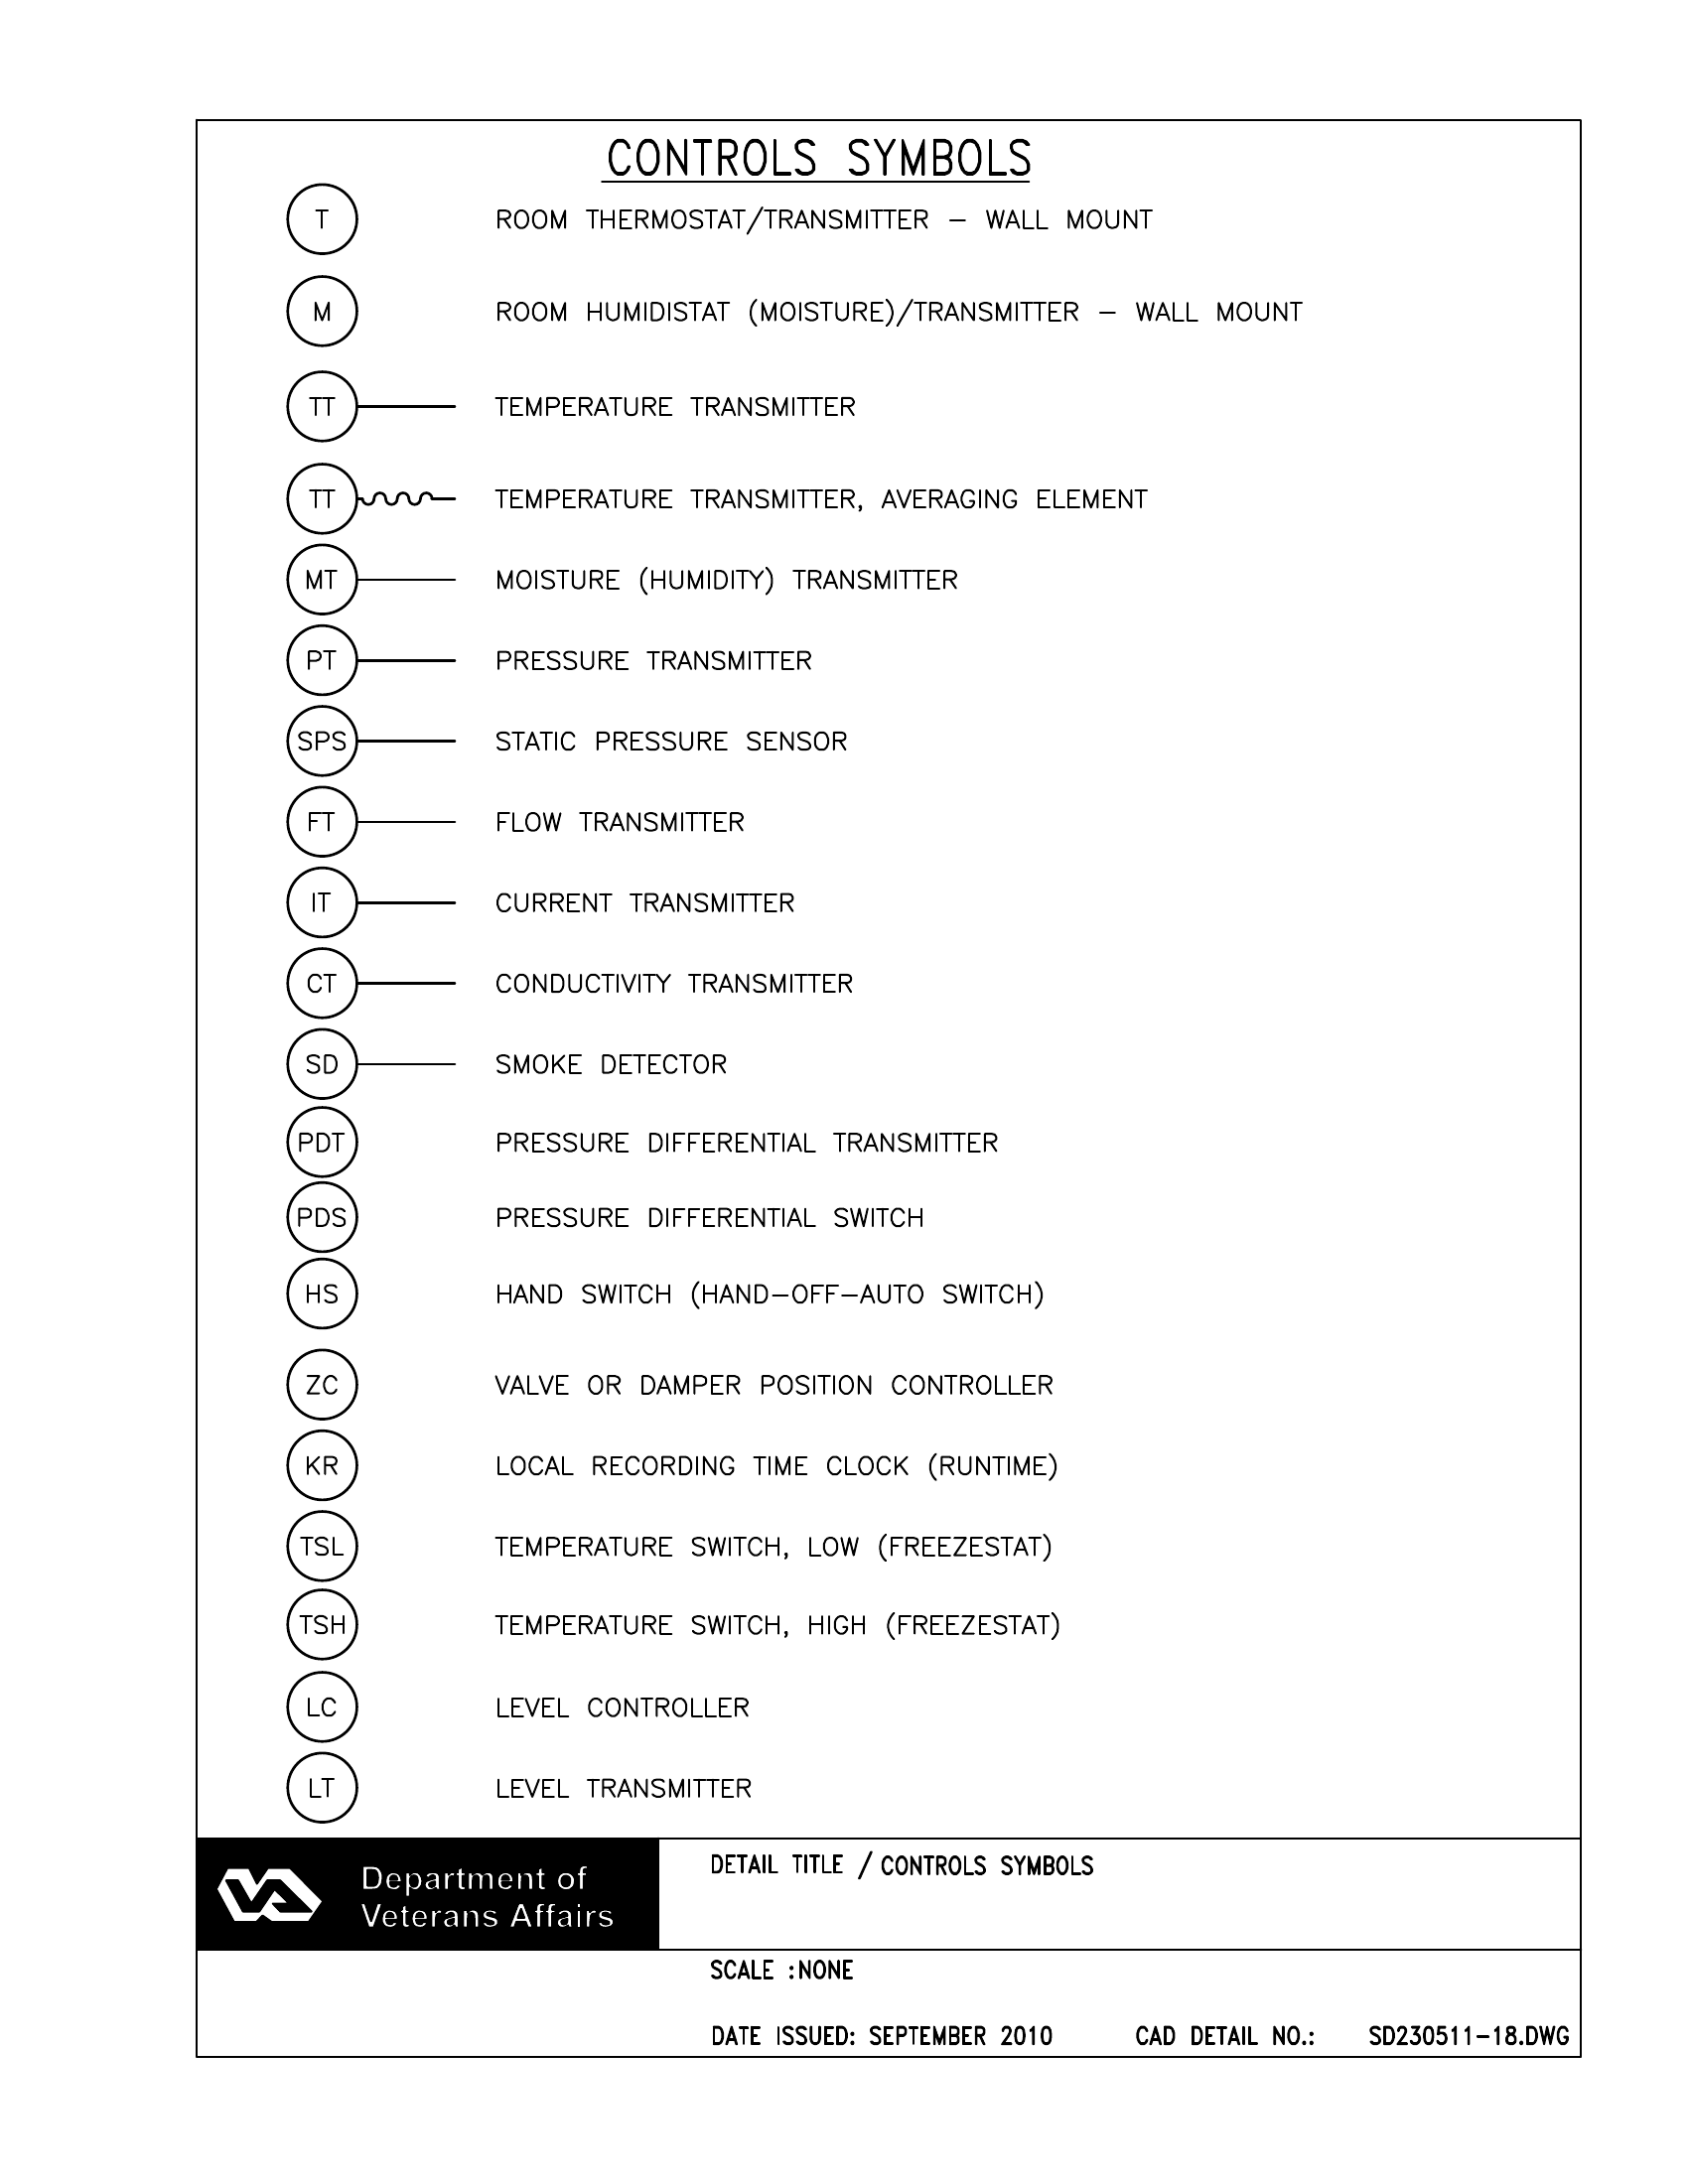 CONTROLS SYMBOLS
T ROOM THERMOSTAT/TRANSMITTER – WALL MOUNT
M ROOM HUMIDISTAT (MOISTURE)/TRANSMITTER – WALL MOUNT
TT TEMPERATURE TRANSMITTER
TT TEMPERATURE TRANSMITTER, AVERAGING ELEMENT
MT MOISTURE (HUMIDITY) TRANSMITTER
PT PRESSURE TRANSMITTER
SPS STATIC PRESSURE SENSOR
FT FLOW TRANSMITTER
IT CURRENT TRANSMITTER
CT CONDUCTIVITY TRANSMITTER
SD SMOKE DETECTOR
PDT PRESSURE DIFFERENTIAL TRANSMITTER
PDS PRESSURE DIFFERENTIAL SWITCH
HS HAND SWITCH (HAND–OFF–AUTO SWITCH)
ZC VALVE OR DAMPER POSITION CONTROLLER
KR LOCAL RECORDING TIME CLOCK (RUNTIME)
TSL TEMPERATURE SWITCH, LOW (FREEZESTAT)
TSH TEMPERATURE SWITCH, HIGH (FREEZESTAT)
LC LEVEL CONTROLLER
LT LEVEL TRANSMITTER
VA Department of
Veterans Affairs
DETAIL TITLE / CONTROLS SYMBOLS
SCALE :NONE
DATE ISSUED: SEPTEMBER 2010 CAD DETAIL NO.: SD230511-18.DWG